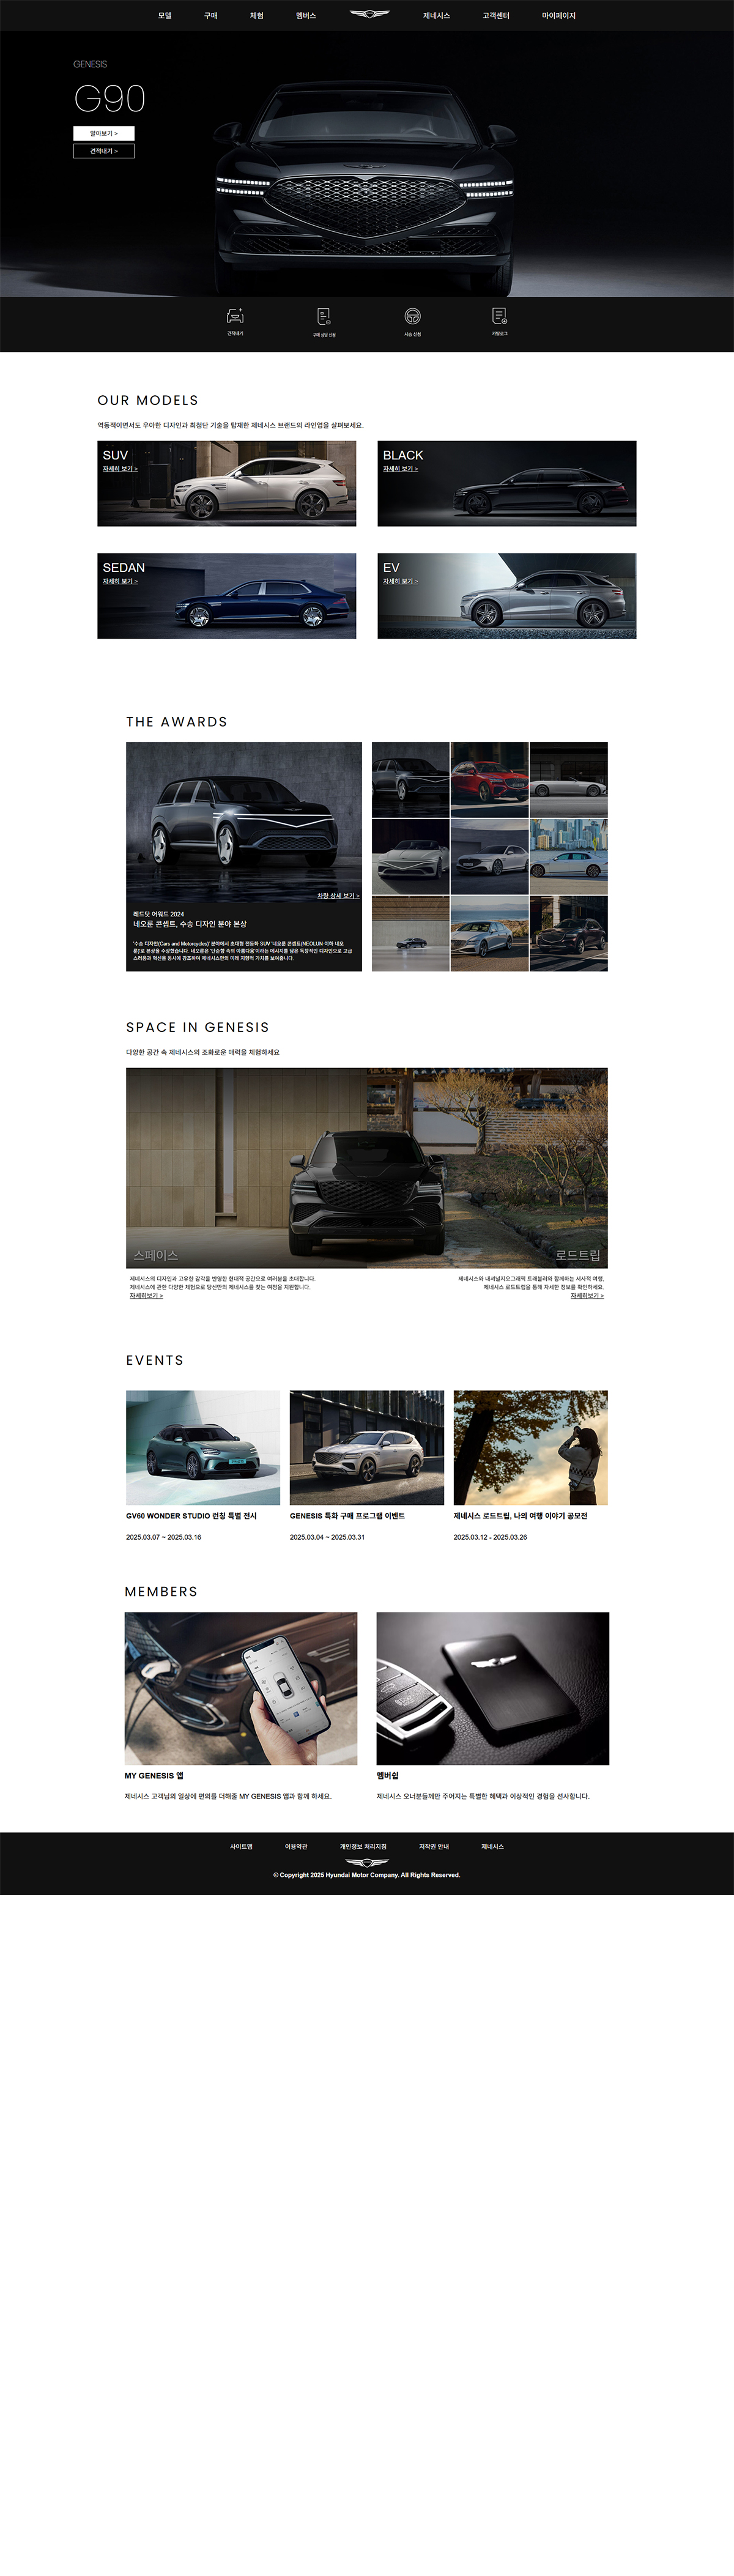 모델 구매 체험 멤버스 제네시스 고객센터 마이페이지
GENESIS
G90
알아보기 >
견적내기 >
견적내기 구매 상담 신청 시승 신청 카탈로그
OUR MODELS
역동적이면서도 우아한 디자인과 최첨단 기술을 탑재한 제네시스 브랜드의 라인업을 살펴보세요.
SUV
자세히 보기 >
BLACK
자세히 보기 >
SEDAN
자세히 보기 >
EV
자세히 보기 >
THE AWARDS
차량 상세 보기 >
레드닷 어워드 2024
네오룬 콘셉트, 수송 디자인 분야 본상
'수송 디자인(Cars and Motorcycles)' 분야에서 초대형 전동화 SUV '네오룬 콘셉트(NEOLUN·이하 네오
룬)'로 본상을 수상했습니다. 네오룬은 '단순함 속의 아름다움'이라는 메시지를 담은 독창적인 디자인으로 고급
스러움과 혁신을 동시에 강조하며 제네시스만의 미래 지향적 가치를 보여줍니다.
SPACE IN GENESIS
다양한 공간 속 제네시스의 조화로운 매력을 체험하세요
스페이스
로드트립
제네시스의 디자인과 고유한 감각을 반영한 현대적 공간으로 여러분을 초대합니다.
제네시스에 관한 다양한 체험으로 당신만의 제네시스를 찾는 여정을 지원합니다.
자세히보기 >
제네시스와 내셔널지오그래픽 트래블러와 함께하는 서사적 여행.
제네시스 로드트립을 통해 자세한 정보를 확인하세요.
자세히보기 >
EVENTS
GV60 WONDER STUDIO 런칭 특별 전시
2025.03.07 ~ 2025.03.16
GENESIS 특화 구매 프로그램 이벤트
2025.03.04 ~ 2025.03.31
제네시스 로드트립, 나의 여행 이야기 공모전
2025.03.12 - 2025.03.26
MEMBERS
MY GENESIS 앱
제네시스 고객님의 일상에 편의를 더해줄 MY GENESIS 앱과 함께 하세요.
멤버쉽
제네시스 오너분들께만 주어지는 특별한 혜택과 이상적인 경험을 선사합니다.
사이트맵 이용약관 개인정보 처리지침 저작권 안내 제네시스
© Copyright 2025 Hyundai Motor Company. All Rights Reserved.